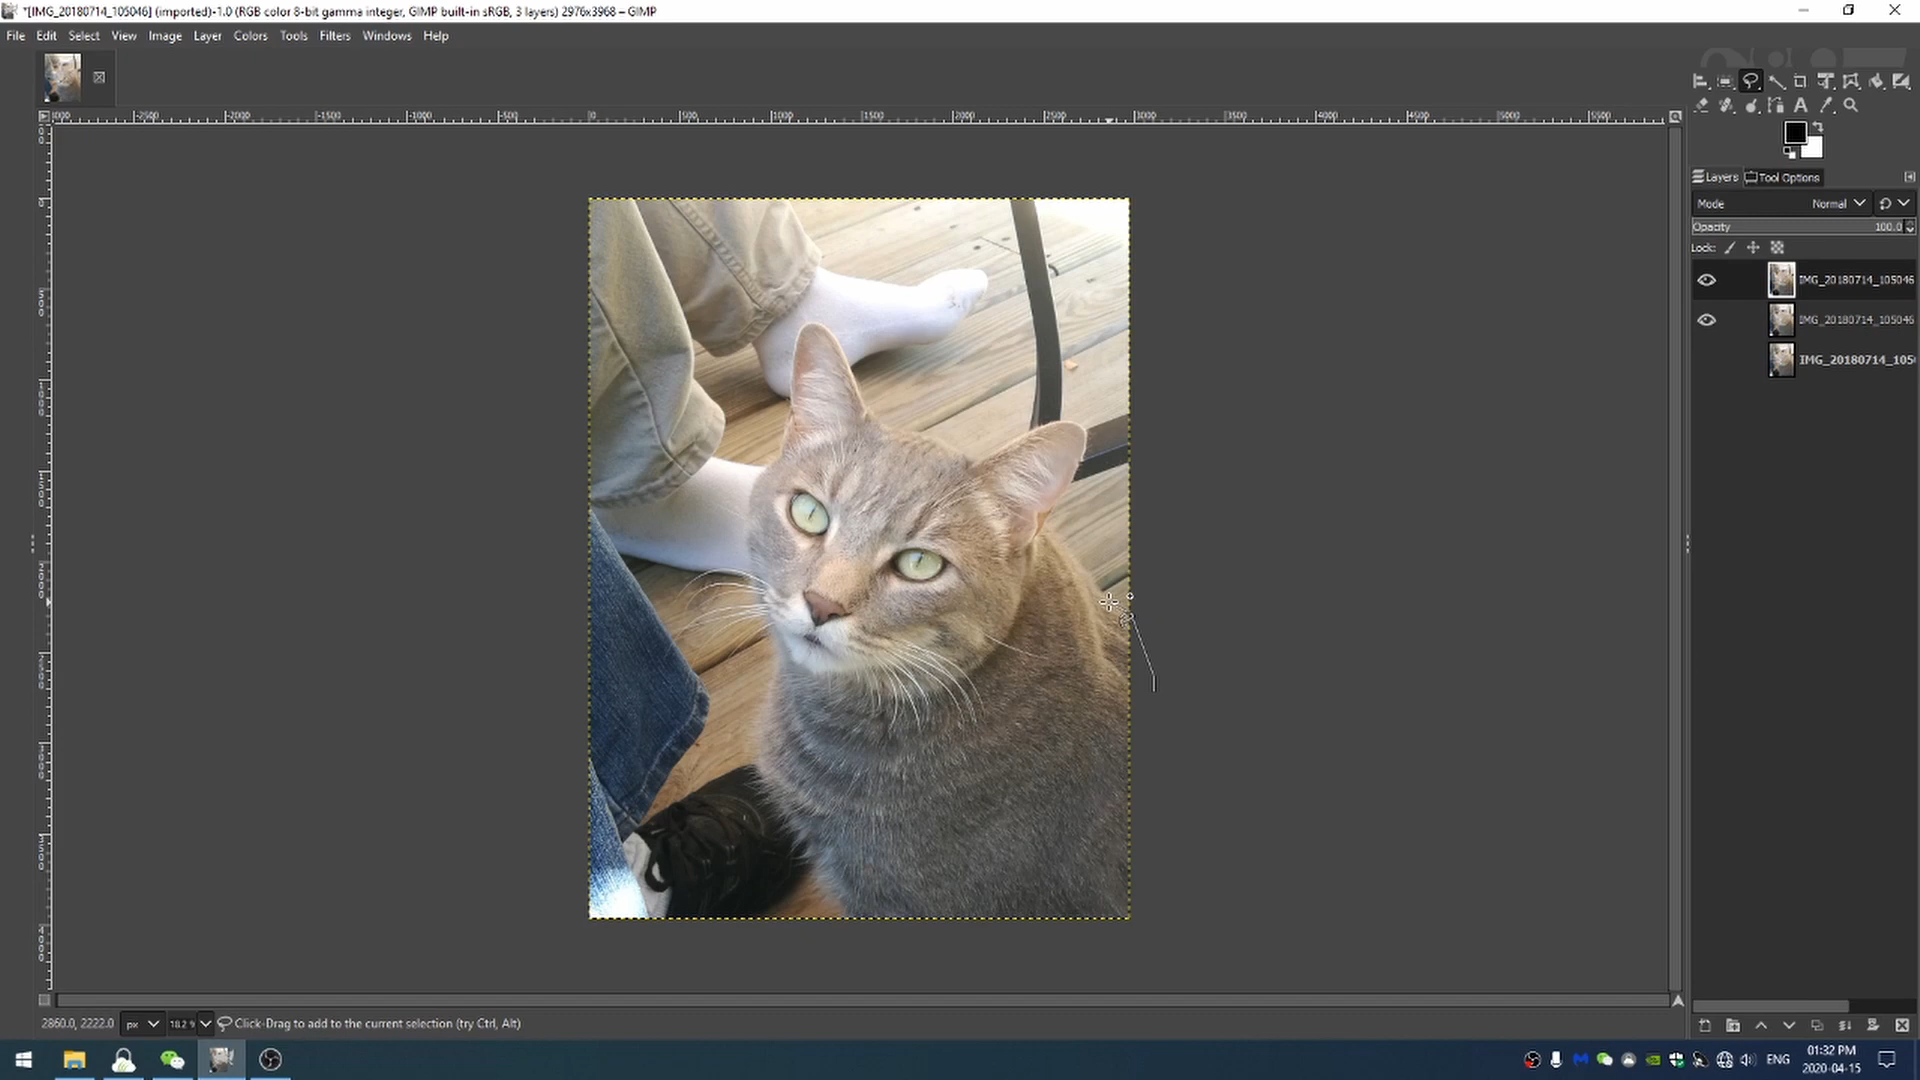 *[IMG_20180714_105046] (imported)-1.0 (RGB color 8-bit gamma integer, GIMP built-in sRGB, 3 layers) 2976x3968 – GIMP
File Edit Select View Image Layer Colors Tools Filters Windows Help
Layers Tool Options
Mode Normal
Opacity 100.0
Lock:
IMG_20180714_105046
IMG_20180714_105046
IMG_20180714_105
2860.0, 2222.0 px 18.2 % Click-Drag to add to the current selection (try Ctrl, Alt)
ENG 01:32 PM
2020-04-15